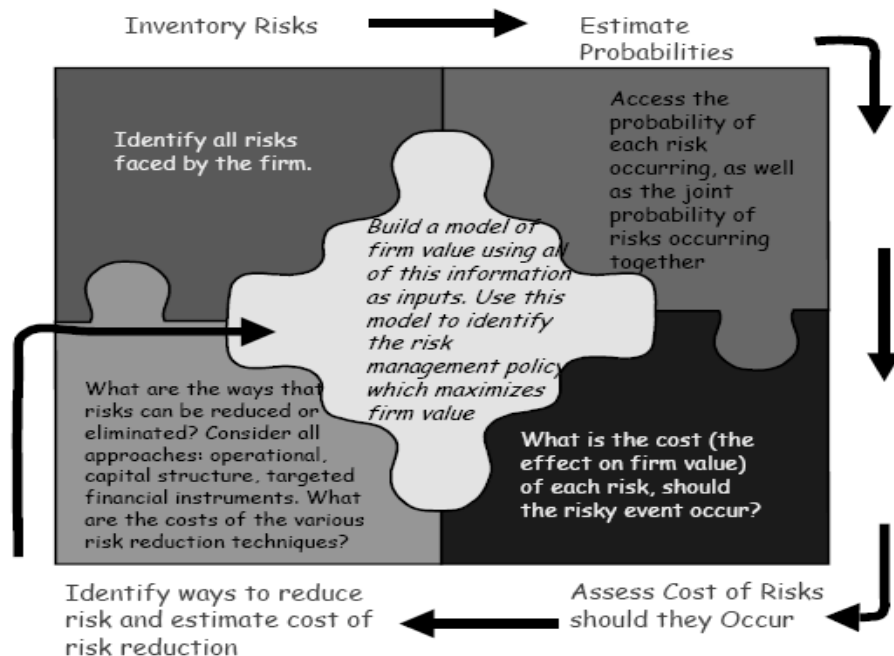 Inventory Risks
Estimate
Probabilities
Identify all risks
faced by the firm.
Access the
probability of
each risk
occurring, as well
as the joint
probability of
risks occurring
together
Build a model of
firm value using all
of this information
as inputs. Use this
model to identify
the risk
management policy
which maximizes
firm value
What are the ways that
risks can be reduced or
eliminated? Consider all
approaches: operational,
capital structure, targeted
financial instruments. What
are the costs of the various
risk reduction techniques?
What is the cost (the
effect on firm value)
of each risk, should
the risky event occur?
Identify ways to reduce
risk and estimate cost of
risk reduction
Assess Cost of Risks
should they Occur